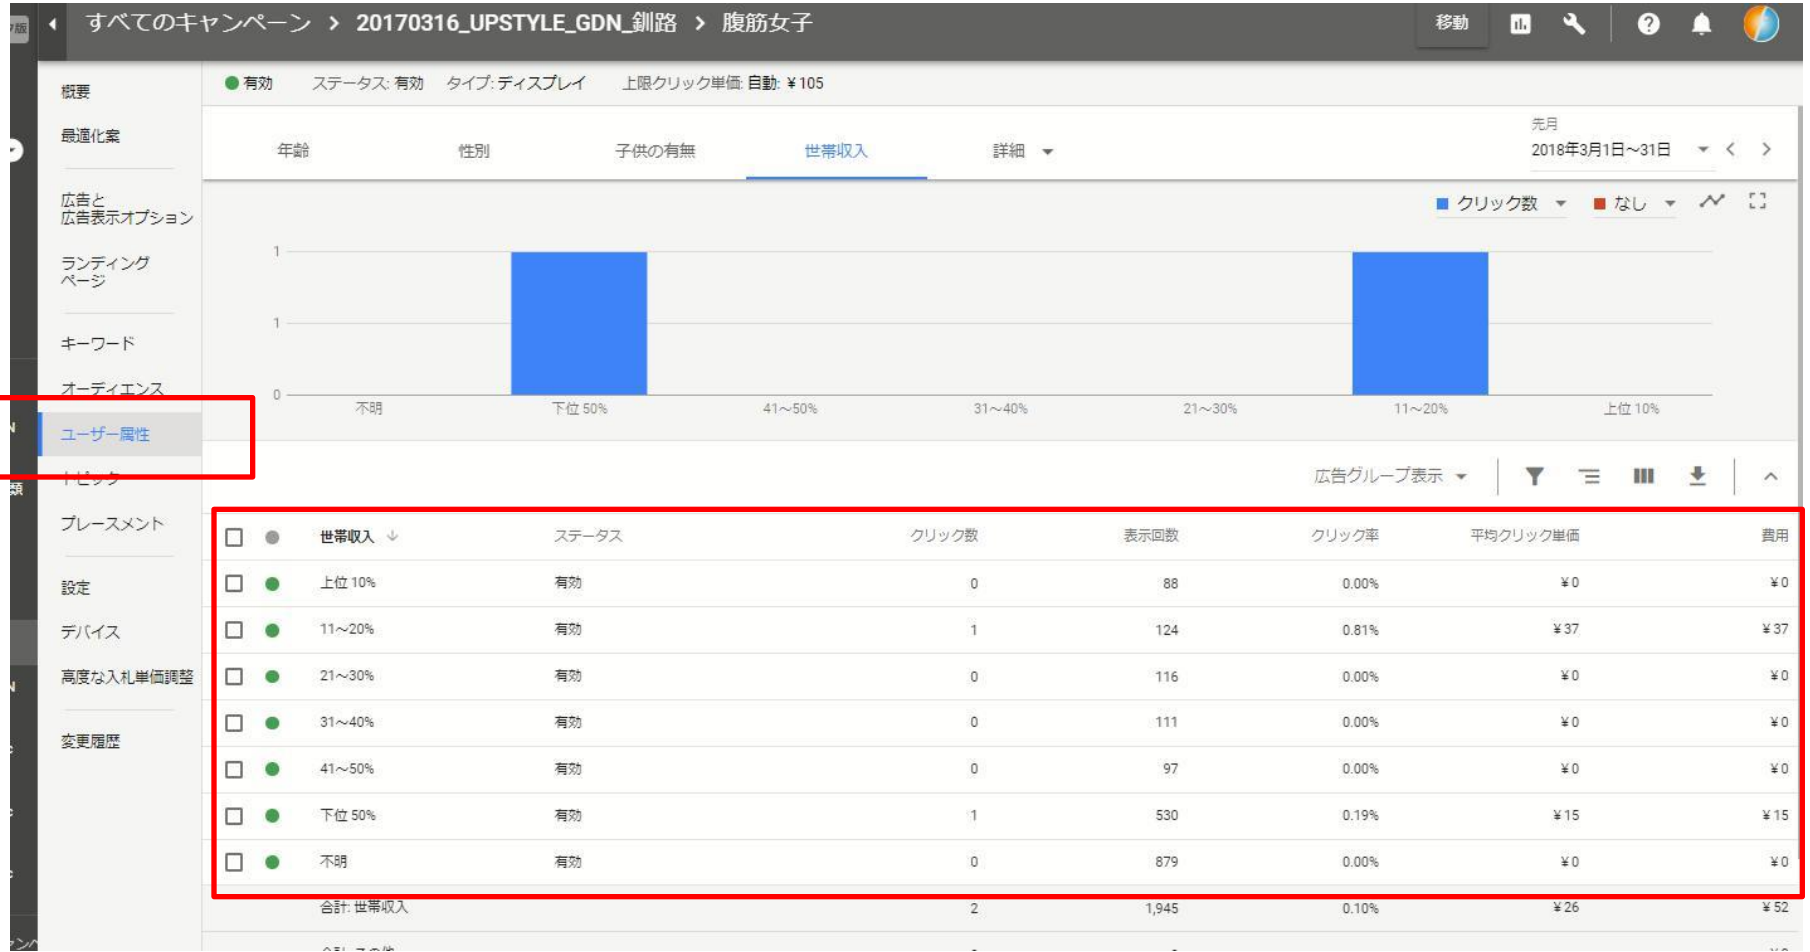 すべてのキャンペーン > 20170316_UPSTYLE_GDN_釧路 > 腹筋女子
移動
概要
最適化案
広告と
広告表示オプション
ランディング
ページ
キーワード
オーディエンス
ユーザー属性
トピック
プレースメント
設定
デバイス
高度な入札単価調整
変更履歴
有効 ステータス: 有効 タイプ: ディスプレイ 上限クリック単価: 自動: ¥105
年齢 性別 子供の有無 世帯収入 詳細
先月
2018年3月1日～31日
クリック数 なし
1
1
0
不明 下位 50% 41～50% 31～40% 21～30% 11～20% 上位 10%
広告グループ表示
世帯収入 ステータス クリック数 表示回数 クリック率 平均クリック単価 費用
上位 10% 有効 0 88 0.00% ¥0 ¥0
11～20% 有効 1 124 0.81% ¥37 ¥37
21～30% 有効 0 116 0.00% ¥0 ¥0
31～40% 有効 0 111 0.00% ¥0 ¥0
41～50% 有効 0 97 0.00% ¥0 ¥0
下位 50% 有効 1 530 0.19% ¥15 ¥15
不明 有効 0 879 0.00% ¥0 ¥0
合計: 世帯収入 2 1,945 0.10% ¥26 ¥52